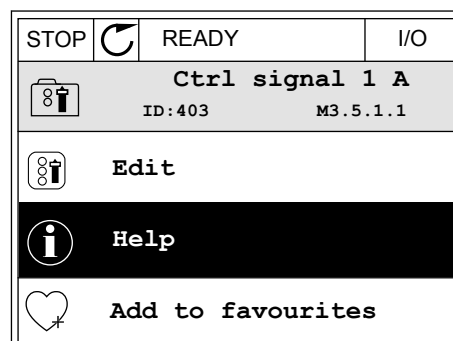 STOP READY I/O
Ctrl signal 1 A
ID:403 M3.5.1.1
Edit
Help
Add to favourites